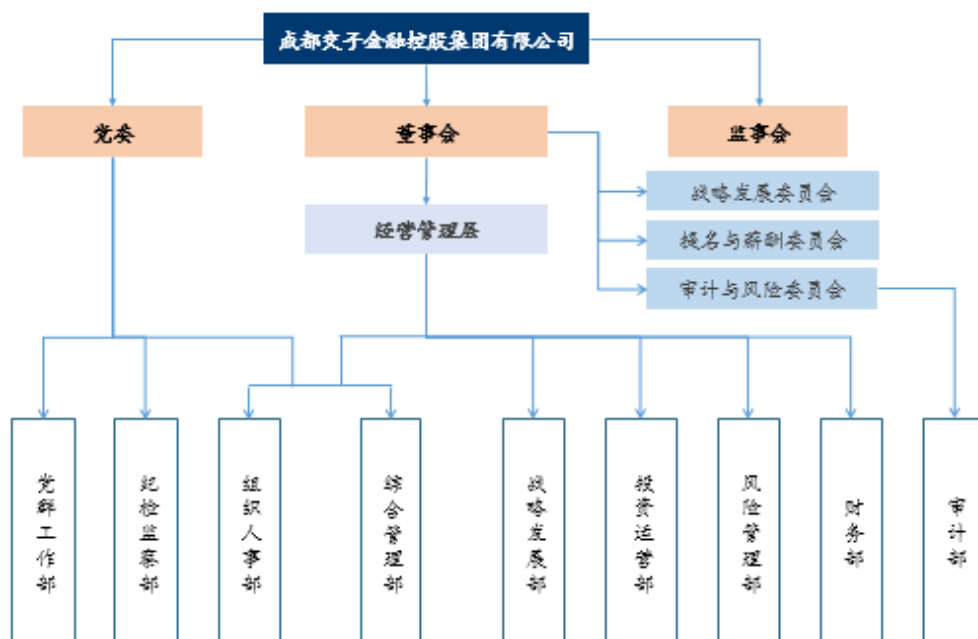 成都交子金融控股集团有限公司
党委
董事会
监事会
战略发展委员会
经营管理层
提名与薪酬委员会
审计与风险委员会
党群工作部
纪检监察部
组织人事部
综合管理部
战略发展部
投资运营部
风险管理部
财务部
审计部